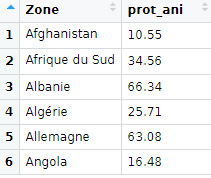 Zone prot_ani
1 Afghanistan 10.55
2 Afrique du Sud 34.56
3 Albanie 66.34
4 Algérie 25.71
5 Allemagne 63.08
6 Angola 16.48